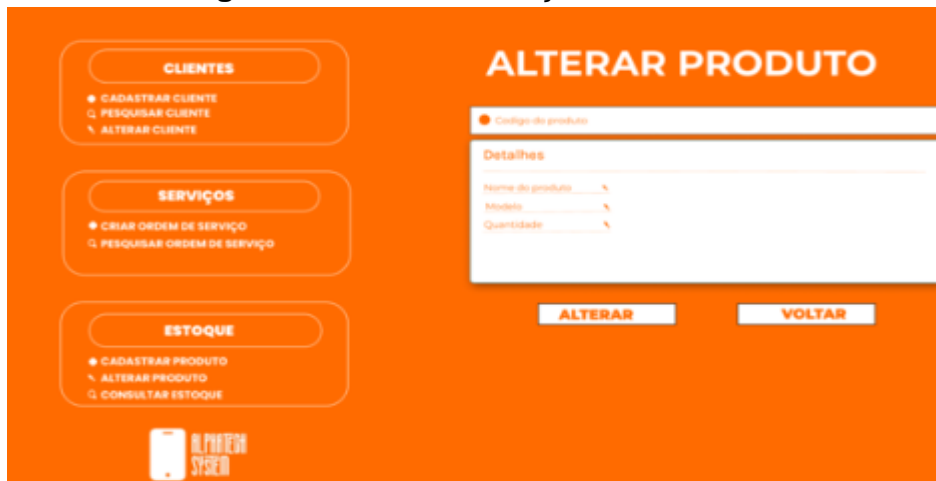 CLIENTES
CADASTRAR CLIENTE
PESQUISAR CLIENTE
ALTERAR CLIENTE
SERVIÇOS
CRIAR ORDEM DE SERVIÇO
PESQUISAR ORDEM DE SERVIÇO
ESTOQUE
CADASTRAR PRODUTO
ALTERAR PRODUTO
CONSULTAR ESTOQUE
SYSTEM
ALTERAR PRODUTO
Codigo do produto
Detalhes
Nome do produto
Modelo
Quantidade
ALTERAR
VOLTAR